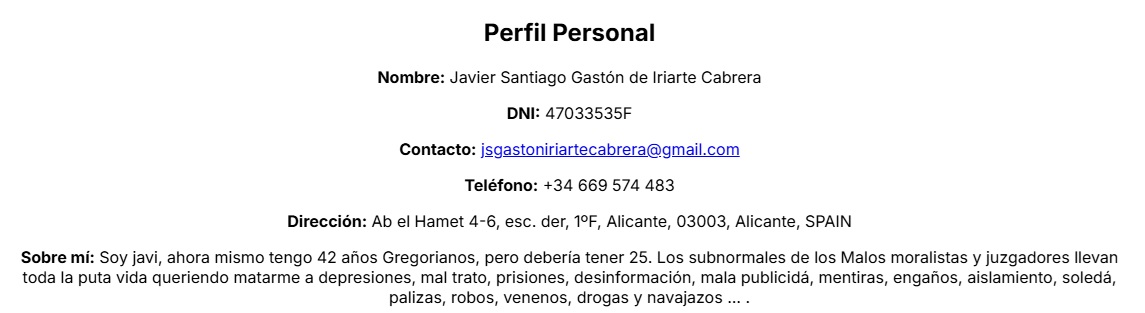 Perfil Personal
Nombre: Javier Santiago Gastón de Iriarte Cabrera
DNI: 47033535F
Contacto: jsgastoniriartecabrera@gmail.com
Teléfono: +34 669 574 483
Dirección: Ab el Hamet 4-6, esc. der, 1ºF, Alicante, 03003, Alicante, SPAIN
Sobre mí: Soy javi, ahora mismo tengo 42 años Gregorianos, pero debería tener 25. Los subnormales de los Malos moralistas y juzgadores llevan
toda la puta vida queriendo matarme a depresiones, mal trato, prisiones, desinformación, mala publicidá, mentiras, engaños, aislamiento, soledá,
palizas, robos, venenos, drogas y navajazos ... .